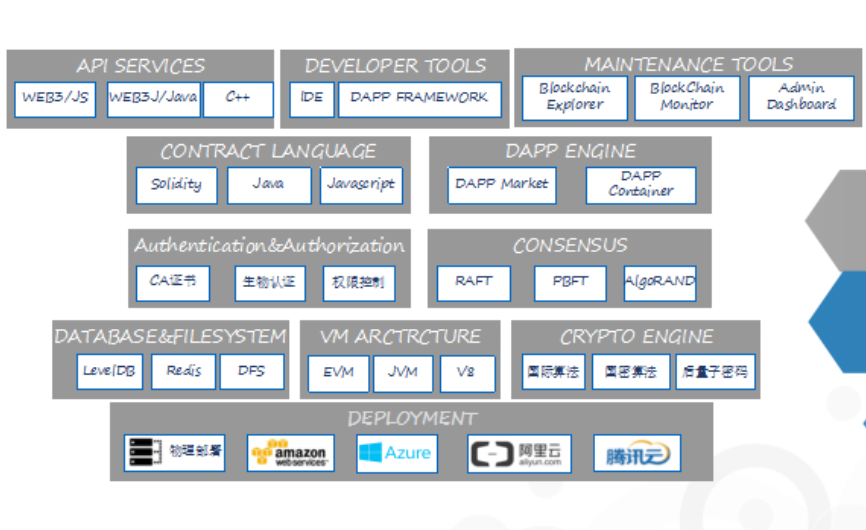 API SERVICES
WEB3/JS
WEB3J/Java
C++
DEVELOPER TOOLS
IDE
DAPP FRAMEWORK
MAINTENANCE TOOLS
Blockchain
Explorer
BlockChain
Monitor
Admin
Dashboard
CONTRACT LANGUAGE
Solidity
Java
Javascript
DAPP ENGINE
DAPP Market
DAPP
Container
Authentication&Authorization
CA证书
生物认证
权限控制
CONSENSUS
RAFT
PBFT
AlgoRAND
DATABASE&FILESYSTEM
LevelDB
Redis
DFS
VM ARCTRCTURE
EVM
JVM
V8
CRYPTO ENGINE
国际算法
国密算法
后量子密码
DEPLOYMENT
物理部署
amazon
webservices™
Azure
阿里云
aliyun.com
腾讯云